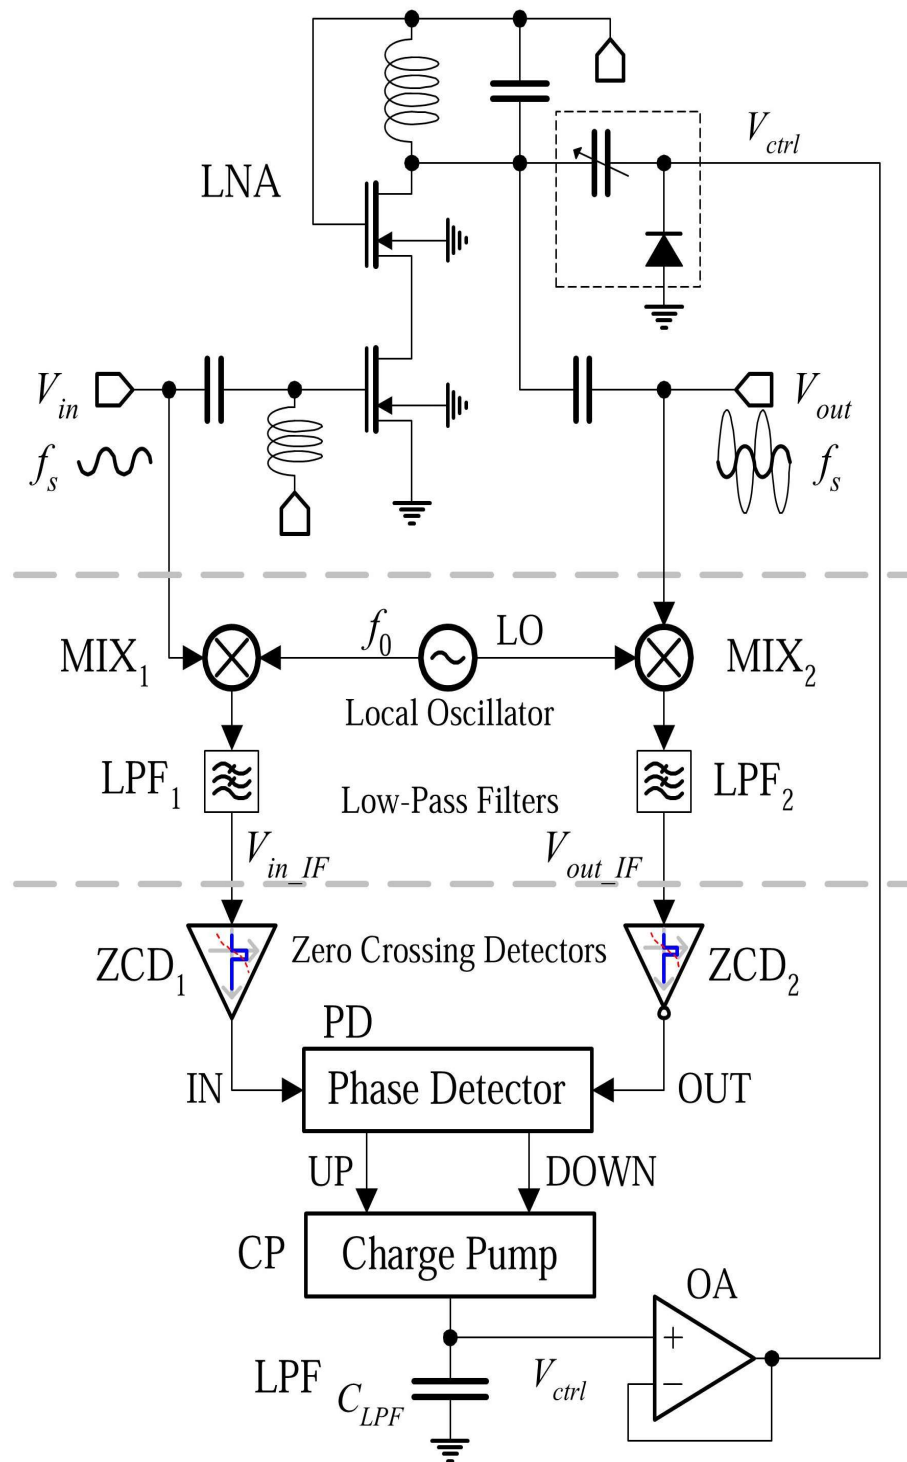 V_ctrl
LNA
V_in
V_out
f_s
f_s
f_0
LO
MIX_1
MIX_2
Local Oscillator
LPF_1
LPF_2
Low-Pass Filters
V_in_IF
V_out_IF
ZCD_1
Zero Crossing Detectors
ZCD_2
PD
Phase Detector
IN
OUT
UP
DOWN
CP
Charge Pump
OA
+
LPF
C_LPF
V_ctrl
−